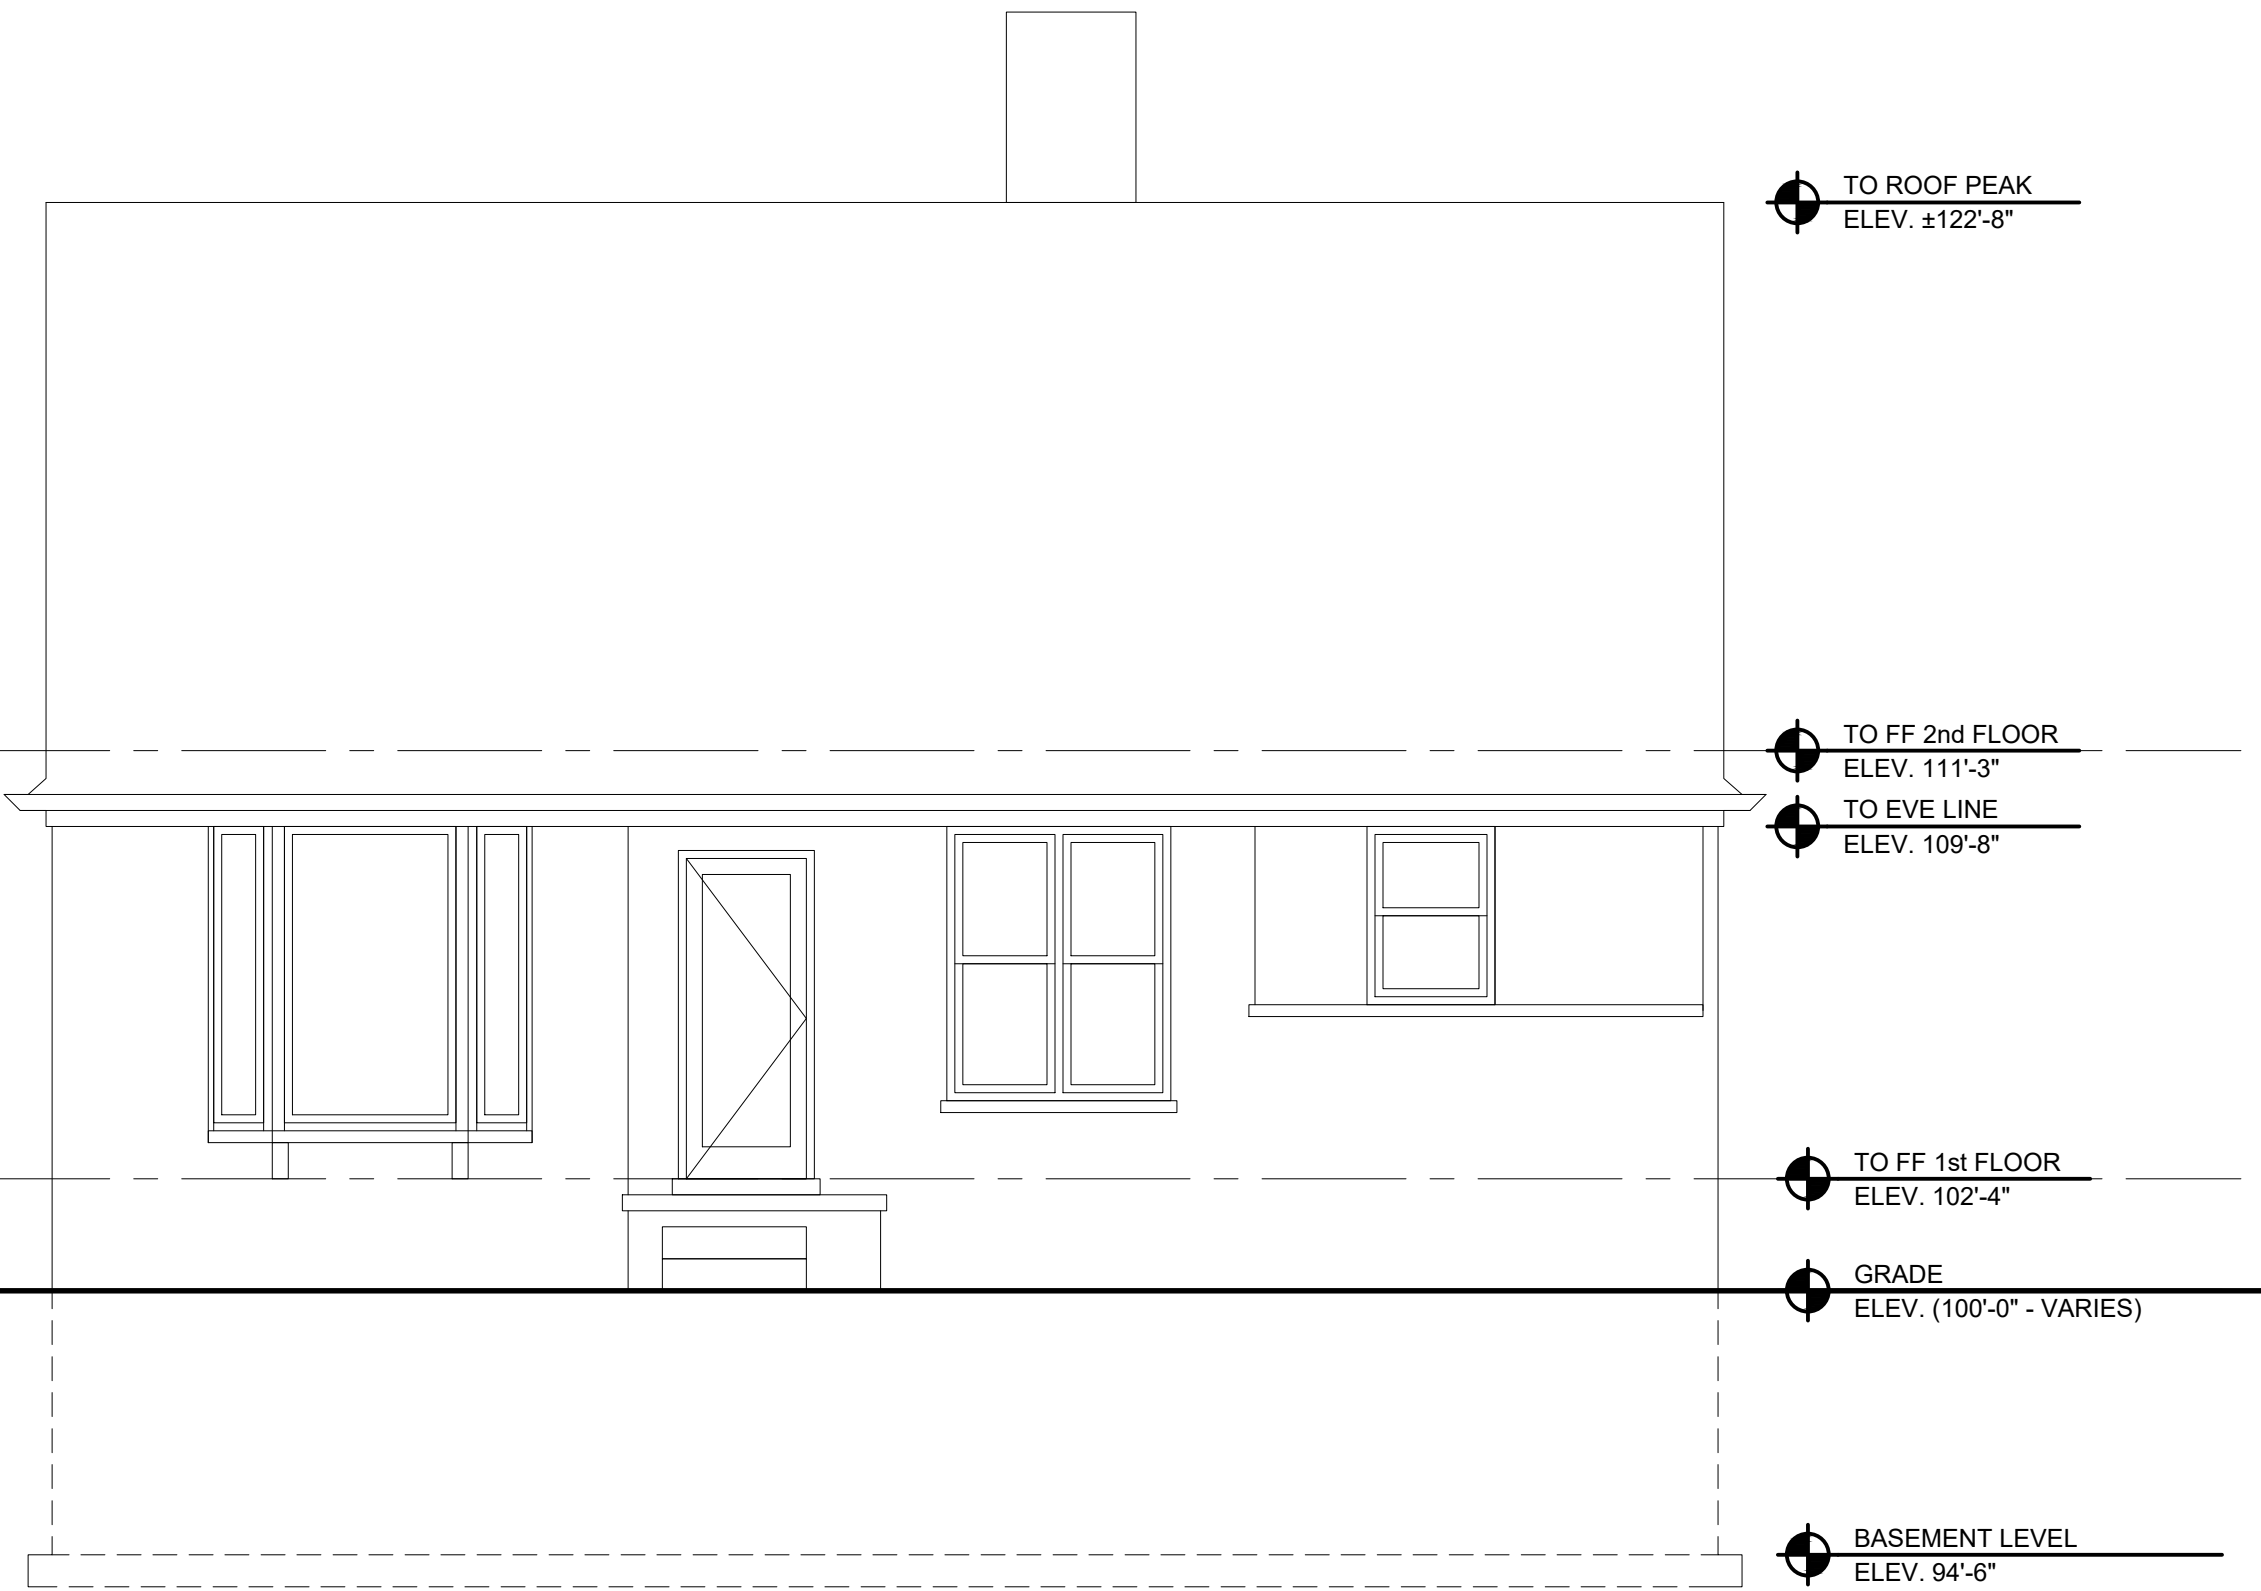 TO ROOF PEAK
ELEV. ±122'-8"
TO FF 2nd FLOOR
ELEV. 111'-3"
TO EVE LINE
ELEV. 109'-8"
TO FF 1st FLOOR
ELEV. 102'-4"
GRADE
ELEV. (100'-0" - VARIES)
BASEMENT LEVEL
ELEV. 94'-6"